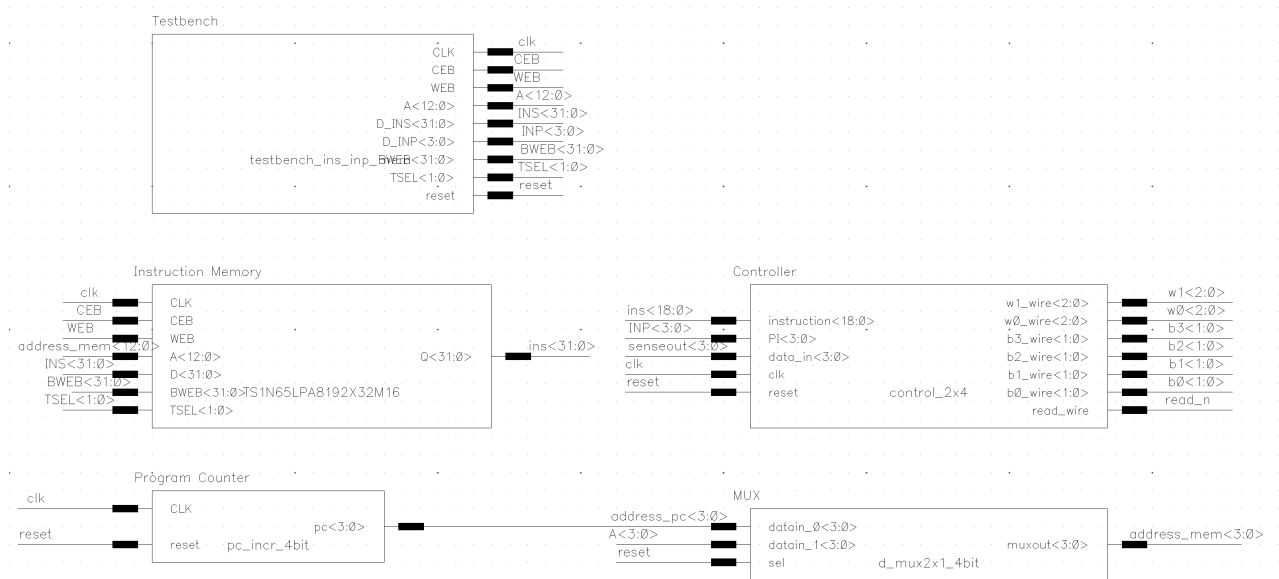 Testbench
CLK clk
CEB CEB
WEB WEB
A<12:0> A<12:0>
D_INS<31:0> INS<31:0>
D_INP<3:0> INP<3:0>
testbench_ins_inp_mem BWEB<31:0> BWEB<31:0>
TSEL<1:0> TSEL<1:0>
reset reset
Instruction Memory
clk CLK
CEB CEB
WEB WEB
address_mem<12:0> A<12:0> Q<31:0> ins<31:0>
INS<31:0> D<31:0>
BWEB<31:0> BWEB<31:0> TS1N65LPA8192X32M16
TSEL<1:0> TSEL<1:0>
Controller
w1_wire<2:0> w1<2:0>
ins<18:0> instruction<18:0> w0_wire<2:0> w0<2:0>
INP<3:0> PI<3:0> b3_wire<1:0> b3<1:0>
senseout<3:0> data_in<3:0> b2_wire<1:0> b2<1:0>
clk clk b1_wire<1:0> b1<1:0>
reset reset control_2x4 b0_wire<1:0> b0<1:0>
read_wire read_n
Program Counter
clk CLK
pc<3:0>
reset reset pc_incr_4bit
MUX
address_pc<3:0> datain_0<3:0>
A<3:0> datain_1<3:0> muxout<3:0> address_mem<3:0>
reset sel d_mux2x1_4bit